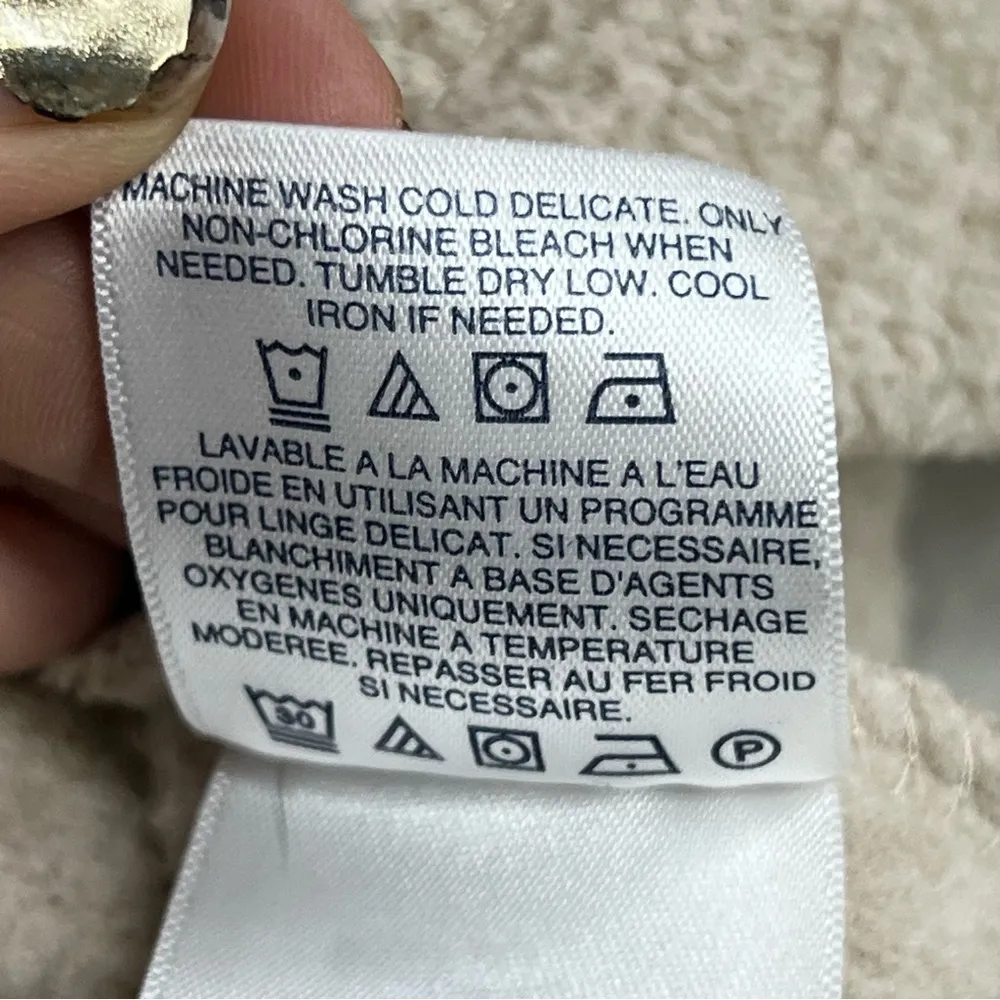 MACHINE WASH COLD DELICATE. ONLY
NON-CHLORINE BLEACH WHEN
NEEDED. TUMBLE DRY LOW. COOL
IRON IF NEEDED.
LAVABLE A LA MACHINE A L'EAU
FROIDE EN UTILISANT UN PROGRAMME
POUR LINGE DELICAT. SI NECESSAIRE,
BLANCHIMENT A BASE D'AGENTS
OXYGENES UNIQUEMENT. SECHAGE
EN MACHINE A TEMPERATURE
MODEREE. REPASSER AU FER FROID
SI NECESSAIRE.
30 P